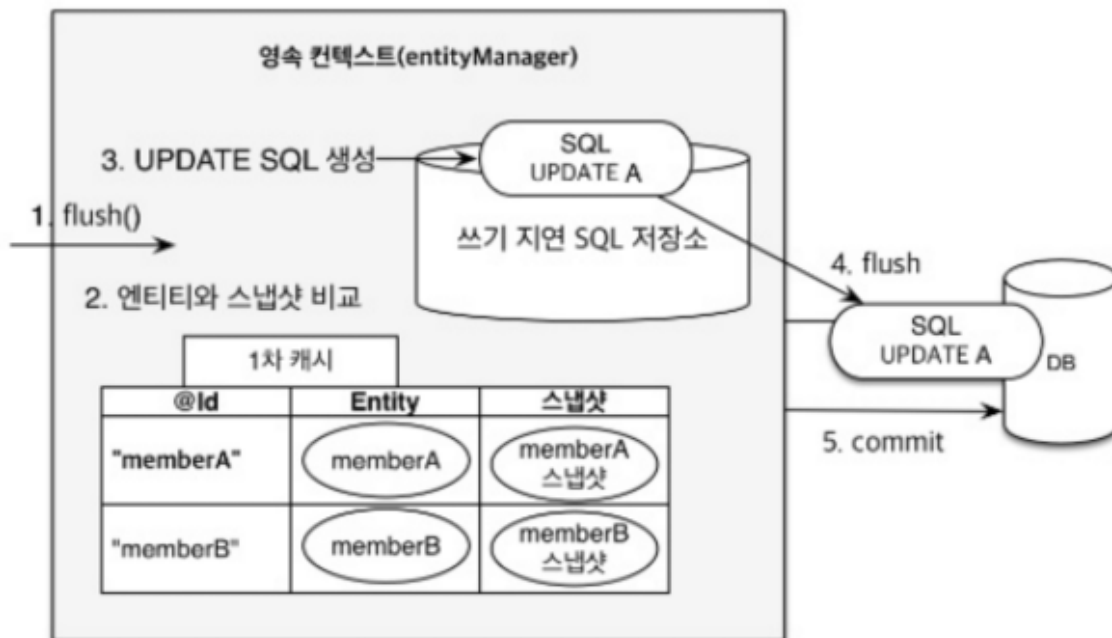 영속 컨텍스트(entityManager)
SQL
UPDATE A
3. UPDATE SQL 생성
1. flush()
쓰기 지연 SQL 저장소
4. flush
2. 엔티티와 스냅샷 비교
SQL
UPDATE A
DB
1차 캐시
@Id Entity 스냅샷
"memberA" memberA memberA
스냅샷
5. commit
"memberB" memberB memberB
스냅샷